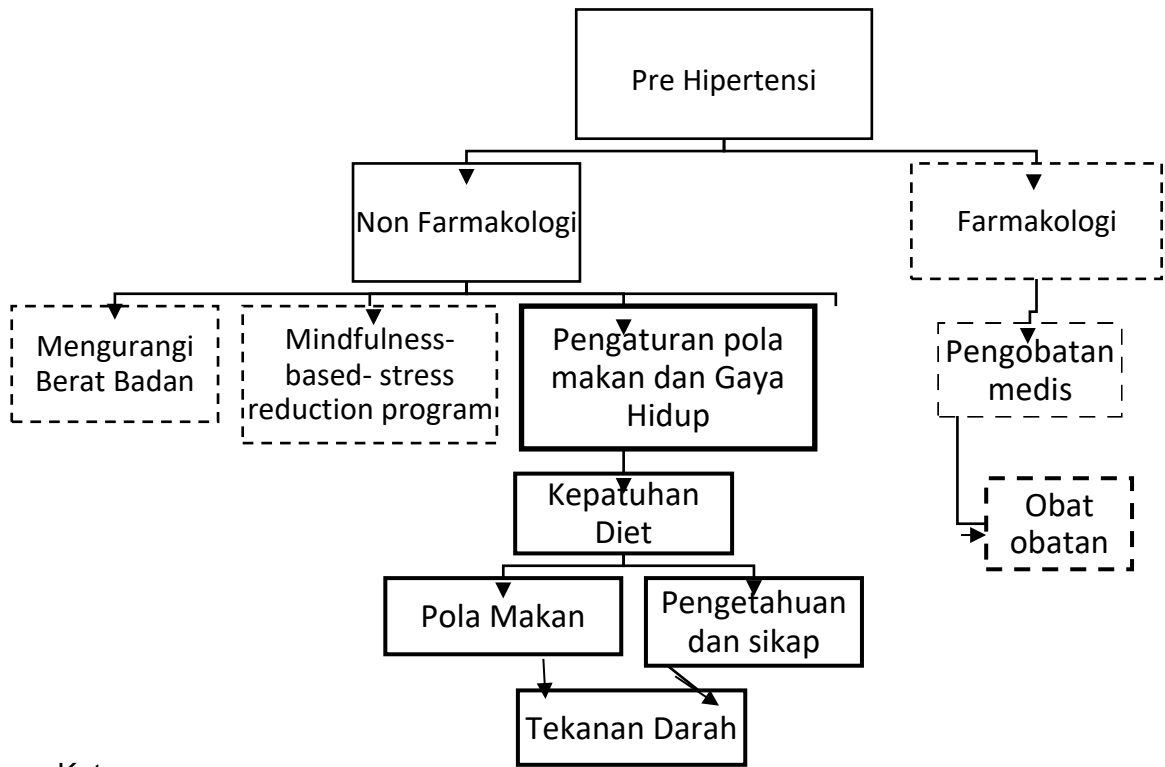 Pre Hipertensi
Non Farmakologi
Farmakologi
Mengurangi
Berat Badan
Mindfulness-
based- stress
reduction program
Pengaturan pola
makan dan Gaya
Hidup
Pengobatan
medis
Kepatuhan
Diet
Obat
obatan
Pola Makan
Pengetahuan
dan sikap
Tekanan Darah